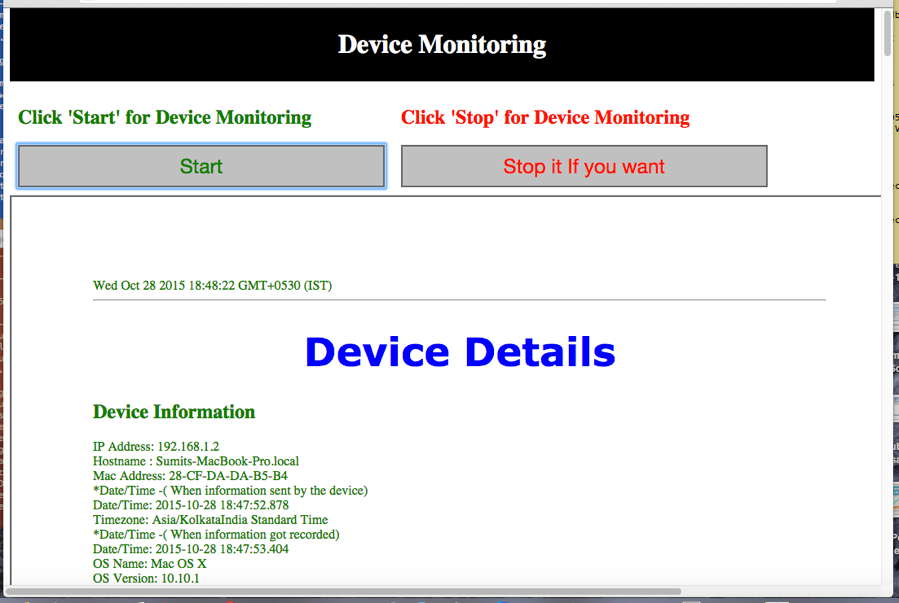 Device Monitoring
Click 'Start' for Device Monitoring
Click 'Stop' for Device Monitoring
Start
Stop it If you want
Wed Oct 28 2015 18:48:22 GMT+0530 (IST)
Device Details
Device Information
IP Address: 192.168.1.2
Hostname : Sumits-MacBook-Pro.local
Mac Address: 28-CF-DA-DA-B5-B4
*Date/Time -( When information sent by the device)
Date/Time: 2015-10-28 18:47:52.878
Timezone: Asia/KolkataIndia Standard Time
*Date/Time -( When information got recorded)
Date/Time: 2015-10-28 18:47:53.404
OS Name: Mac OS X
OS Version: 10.10.1